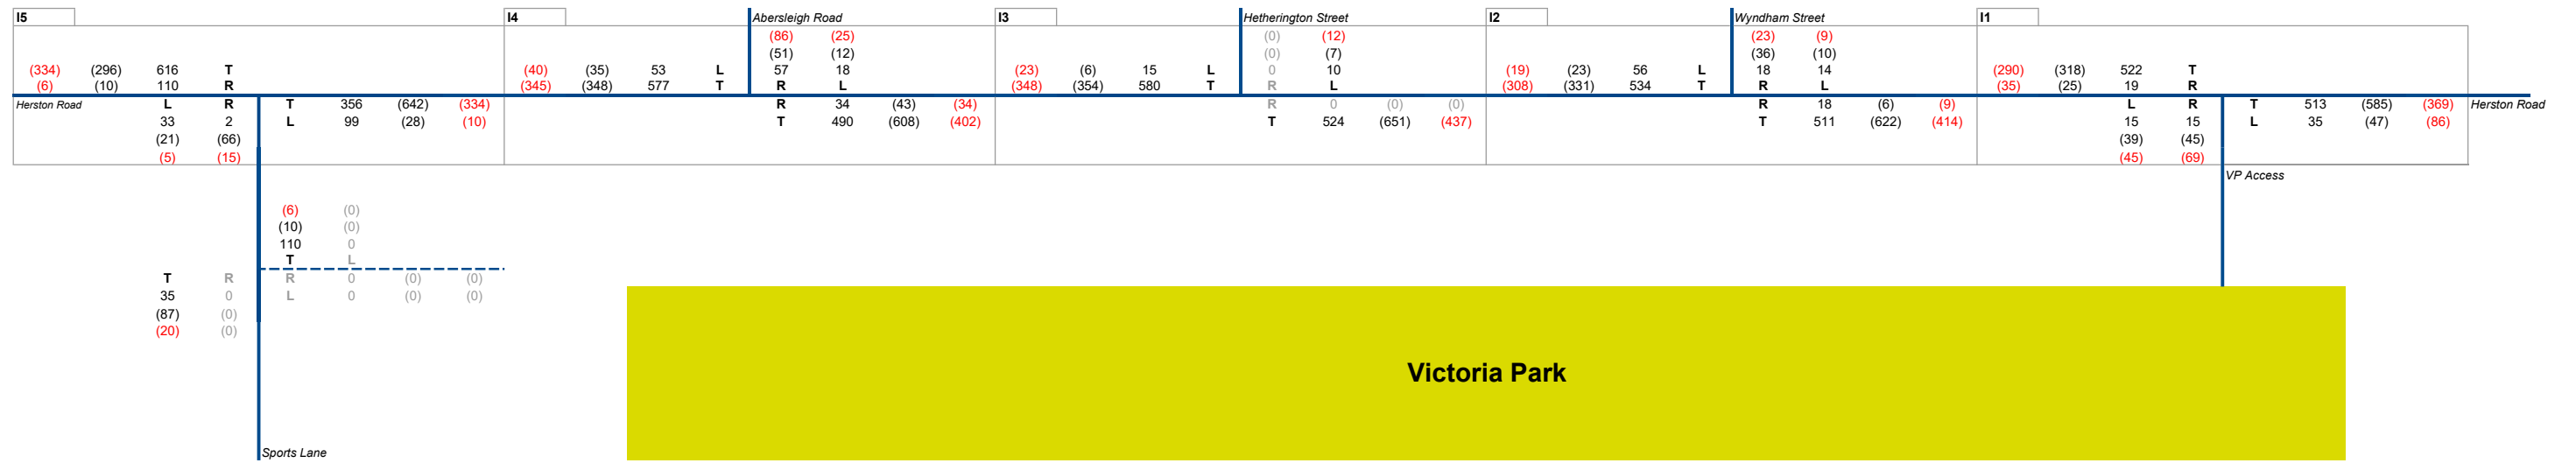 I5 I4 Abersleigh Road I3 Hetherington Street I2 Wyndham Street I1
(86) (25) (0) (12) (23) (9)
(51) (12) (0) (7) (36) (10)
(334) (296) 616 T (40) (35) 53 L 57 18 (23) (6) 15 L 0 10 (19) (23) 56 L 18 14 (290) (318) 522 T
(6) (10) 110 R (345) (348) 577 T R L (348) (354) 580 T R L (308) (331) 534 T R L (35) (25) 19 R
Herston Road L R T 356 (642) (334) R 34 (43) (34) R 0 (0) (0) R 18 (6) (9) L R T 513 (585) (369) Herston Road
33 2 L 99 (28) (10) T 490 (608) (402) T 524 (651) (437) T 511 (622) (414) 15 15 L 35 (47) (86)
(21) (66) (39) (45)
(5) (15) (45) (69)
VP Access
(6) (0)
(10) (0)
110 0
T L
T R R 0 (0) (0)
35 0 L 0 (0) (0)
(87) (0)
(20) (0)
Victoria Park
Sports Lane